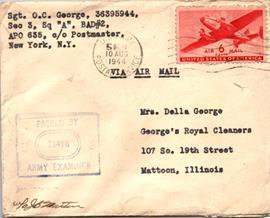 Sgt. O.C. George, 36395944,
Sec 3, Sq "A", BAD#2,
APO 635, c/o Postmaster,
New York, N.Y.
10 AUG
1944
VIA AIR MAIL
6
AIR MAIL
UNITED STATES OF AMERICA
PASSED BY
ARMY EXAMINER
Mrs. Della George
George's Royal Cleaners
107 So. 19th Street
Mattoon, Illinois